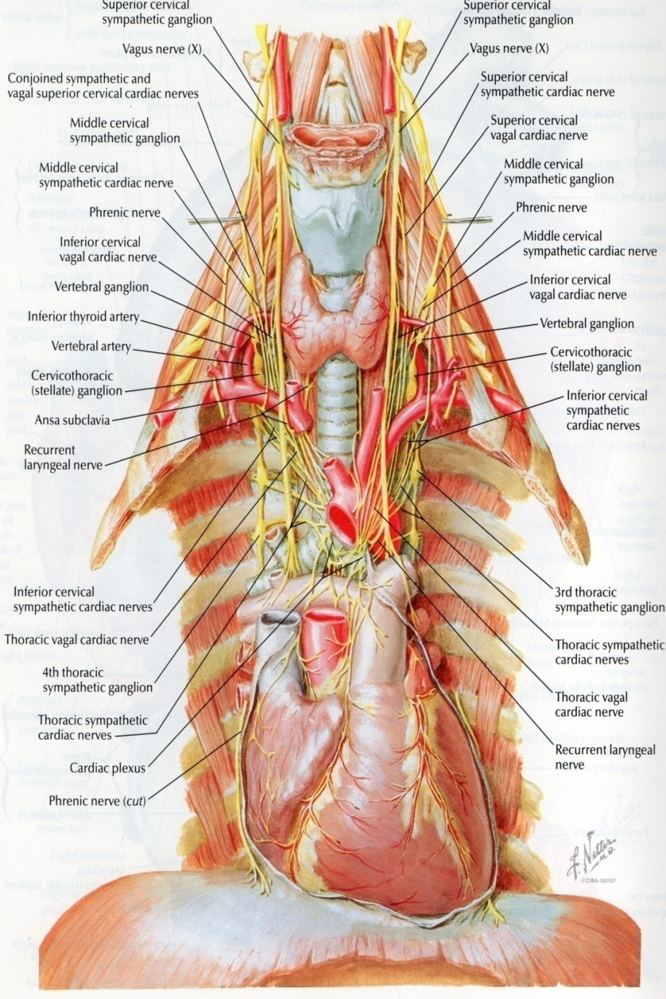 Superior cervical
sympathetic ganglion
Vagus nerve (X)
Conjoined sympathetic and
vagal superior cervical cardiac nerves
Middle cervical
sympathetic ganglion
Middle cervical
sympathetic cardiac nerve
Phrenic nerve
Inferior cervical
vagal cardiac nerve
Vertebral ganglion
Inferior thyroid artery
Vertebral artery
Cervicothoracic
(stellate) ganglion
Ansa subclavia
Recurrent
laryngeal nerve
Inferior cervical
sympathetic cardiac nerves
Thoracic vagal cardiac nerve
4th thoracic
sympathetic ganglion
Thoracic sympathetic
cardiac nerves
Cardiac plexus
Phrenic nerve (cut)
Superior cervical
sympathetic ganglion
Vagus nerve (X)
Superior cervical
sympathetic cardiac nerve
Superior cervical
vagal cardiac nerve
Middle cervical
sympathetic ganglion
Phrenic nerve
Middle cervical
sympathetic cardiac nerve
Inferior cervical
vagal cardiac nerve
Vertebral ganglion
Cervicothoracic
(stellate) ganglion
Inferior cervical
sympathetic
cardiac nerves
3rd thoracic
sympathetic ganglion
Thoracic sympathetic
cardiac nerves
Thoracic vagal
cardiac nerve
Recurrent laryngeal
nerve
F. Netter
M.D.
©CIBA-GEIGY